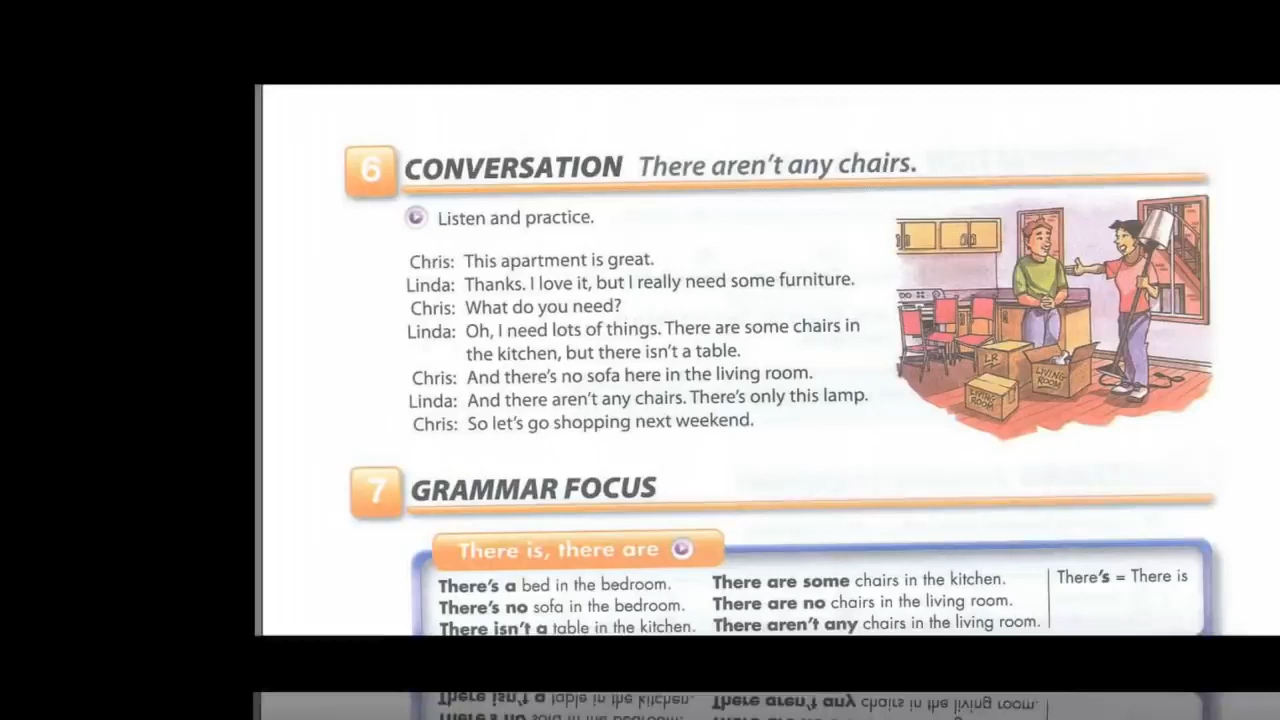 6 CONVERSATION There aren't any chairs.
Listen and practice.
Chris: This apartment is great.
Linda: Thanks. I love it, but I really need some furniture.
Chris: What do you need?
Linda: Oh, I need lots of things. There are some chairs in
the kitchen, but there isn't a table.
Chris: And there's no sofa here in the living room.
Linda: And there aren't any chairs. There's only this lamp.
Chris: So let's go shopping next weekend.
LR
LIVING
ROOM
LIVING
ROOM
7 GRAMMAR FOCUS
There is, there are
There's a bed in the bedroom.
There's no sofa in the bedroom.
There isn't a table in the kitchen.
There are some chairs in the kitchen.
There are no chairs in the living room.
There aren't any chairs in the living room.
There's = There is